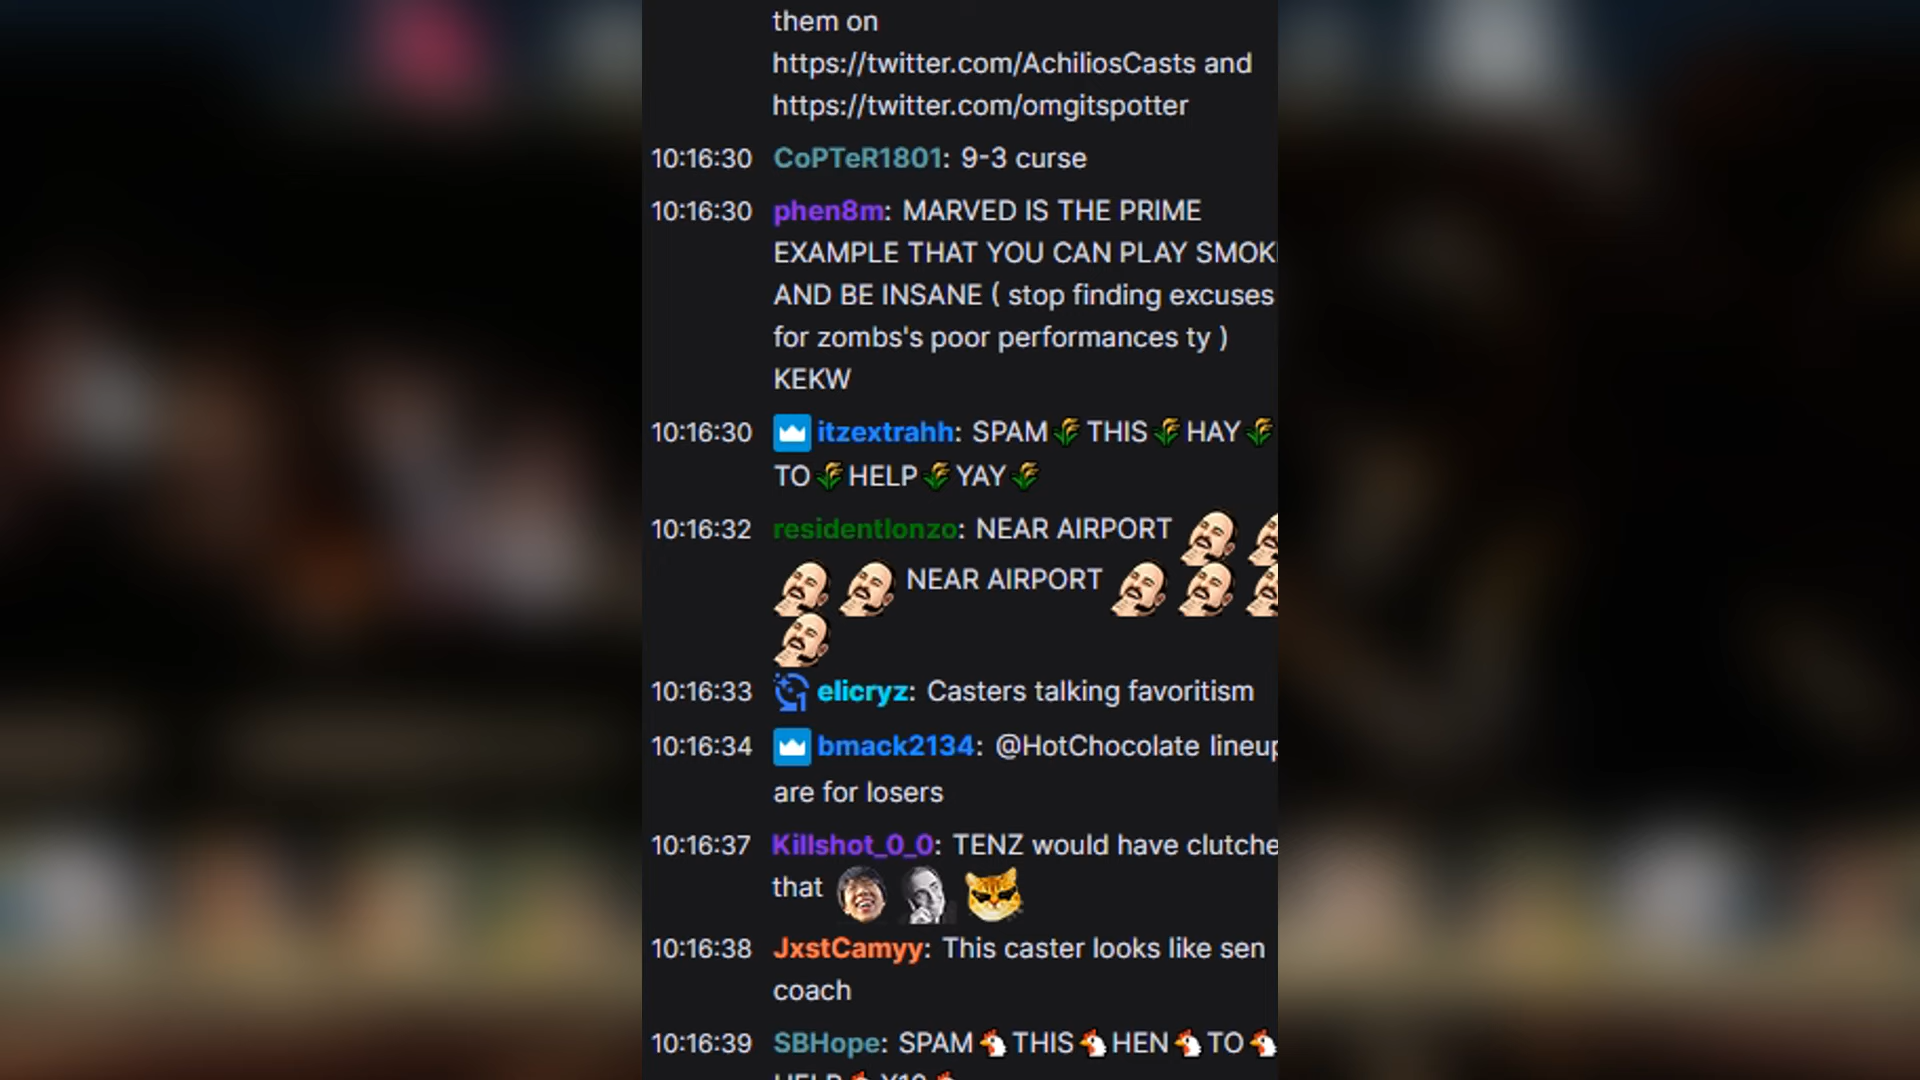 them on
https://twitter.com/AchiliosCasts and
https://twitter.com/omgitspotter
10:16:30 CoPTeR1801: 9-3 curse
10:16:30 phen8m: MARVED IS THE PRIME
EXAMPLE THAT YOU CAN PLAY SMOK
AND BE INSANE ( stop finding excuses
for zombs's poor performances ty )
KEKW
10:16:30 itzextrahh: SPAM🌾THIS🌾HAY🌾
TO🌾HELP🌾YAY🌾
10:16:32 residentlonzo: NEAR AIRPORT
NEAR AIRPORT
10:16:33 elicryz: Casters talking favoritism
10:16:34 bmack2134: @HotChocolate lineup
are for losers
10:16:37 Killshot_0_0: TENZ would have clutche
that
10:16:38 JxstCamyy: This caster looks like sen
coach
10:16:39 SBHope: SPAM🐔THIS🐔HEN🐔TO🐔